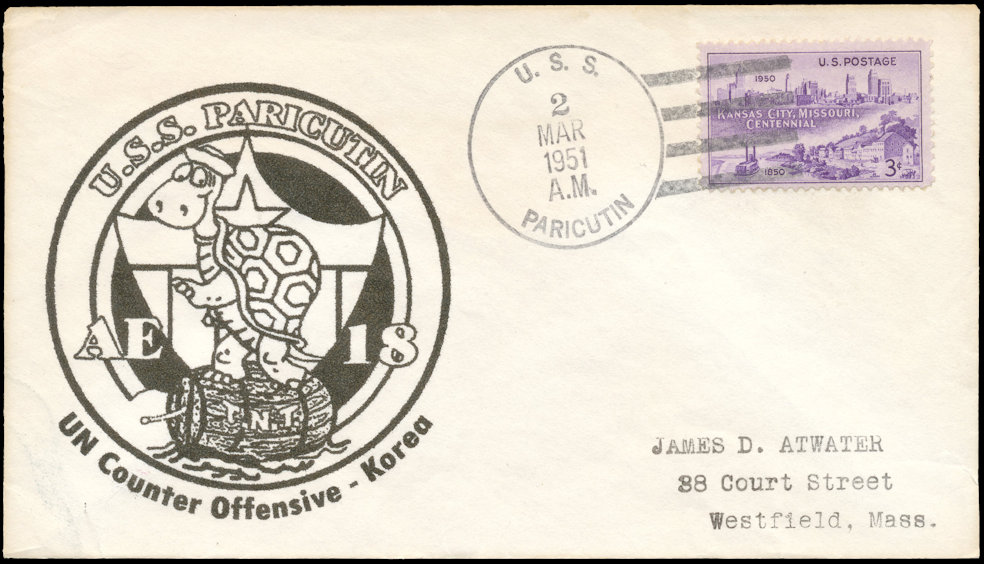 U.S.S. PARICUTIN
AE 18
T.N.T.
UN Counter Offensive - Korea
U. S. S.
2
MAR
1951
A.M.
PARICUTIN
U.S. POSTAGE
1950
KANSAS CITY, MISSOURI,
CENTENNIAL
1850
3¢
JAMES D. ATWATER
38 Court Street
Westfield, Mass.